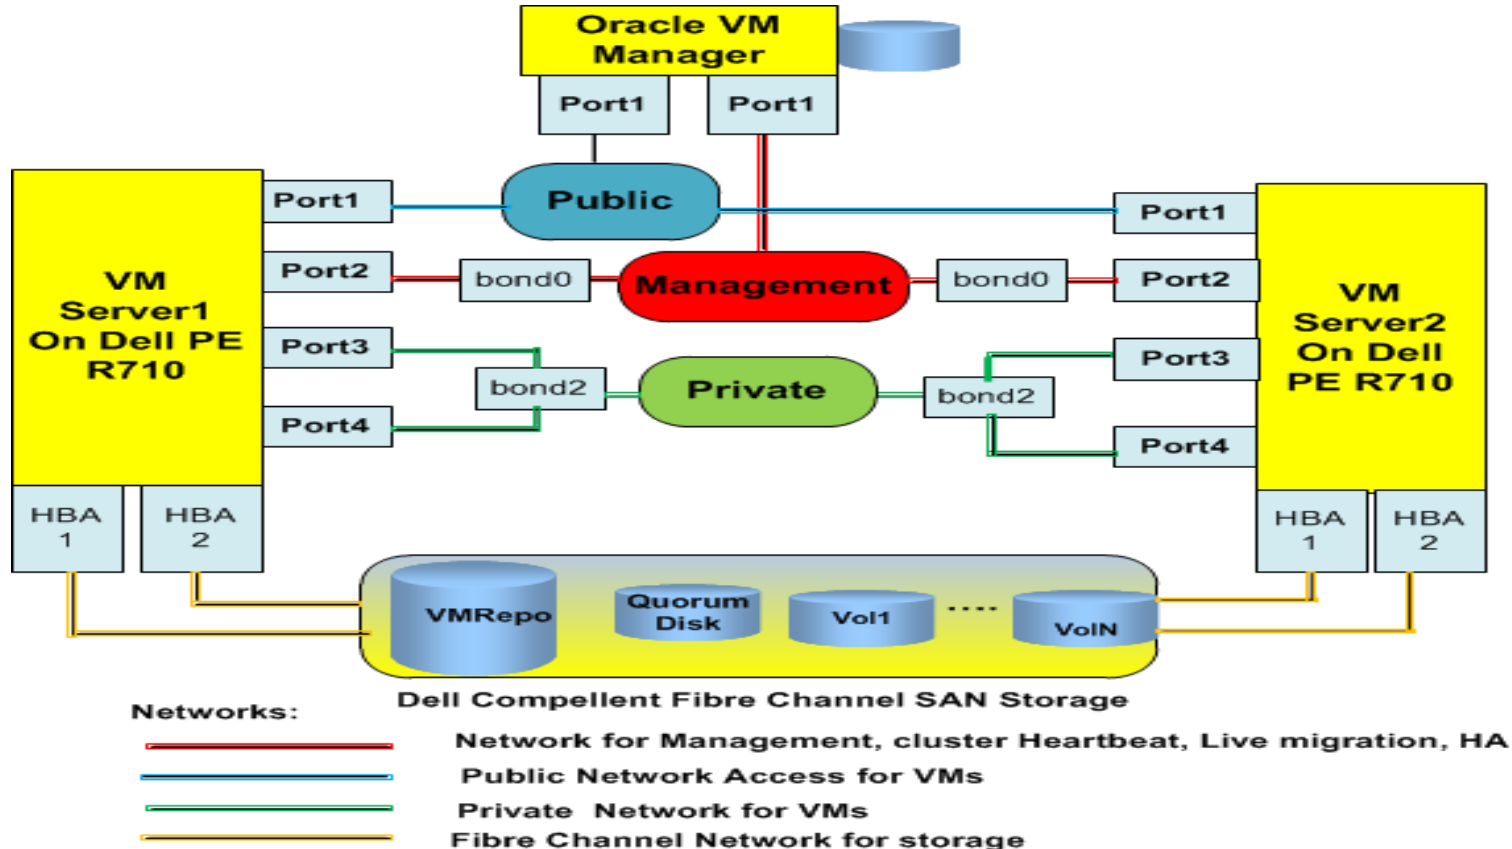 Oracle VM
Manager
Port1
Port1
Public
Port1
Port1
VM
Server1
On Dell PE
R710
Port2
bond0
Management
bond0
Port2
VM
Server2
On Dell
PE R710
Port3
bond2
Private
bond2
Port3
Port4
Port4
HBA
1
HBA
2
HBA
1
HBA
2
VMRepo
Quorum
Disk
Vol1
....
VolN
Dell Compellent Fibre Channel SAN Storage
Networks:
Network for Management, cluster Heartbeat, Live migration, HA
Public Network Access for VMs
Private Network for VMs
Fibre Channel Network for storage